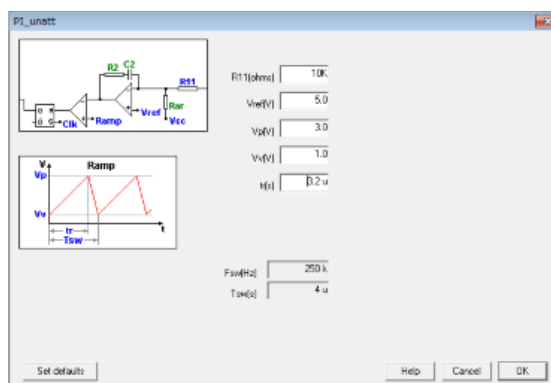 PI_unatt
R2 C2
R11
Rar
Vref
Ramp
Vcc
Clk
R11(ohms) 10K
Vref(V) 5.0
Vp(V) 3.0
Vv(V) 1.0
tr(s) 3.2 u
V Ramp
Vp
Vv
t
tr
Tsw
Fsw(Hz) 250 k
Tsw(s) 4 u
Set defaults Help Cancel OK